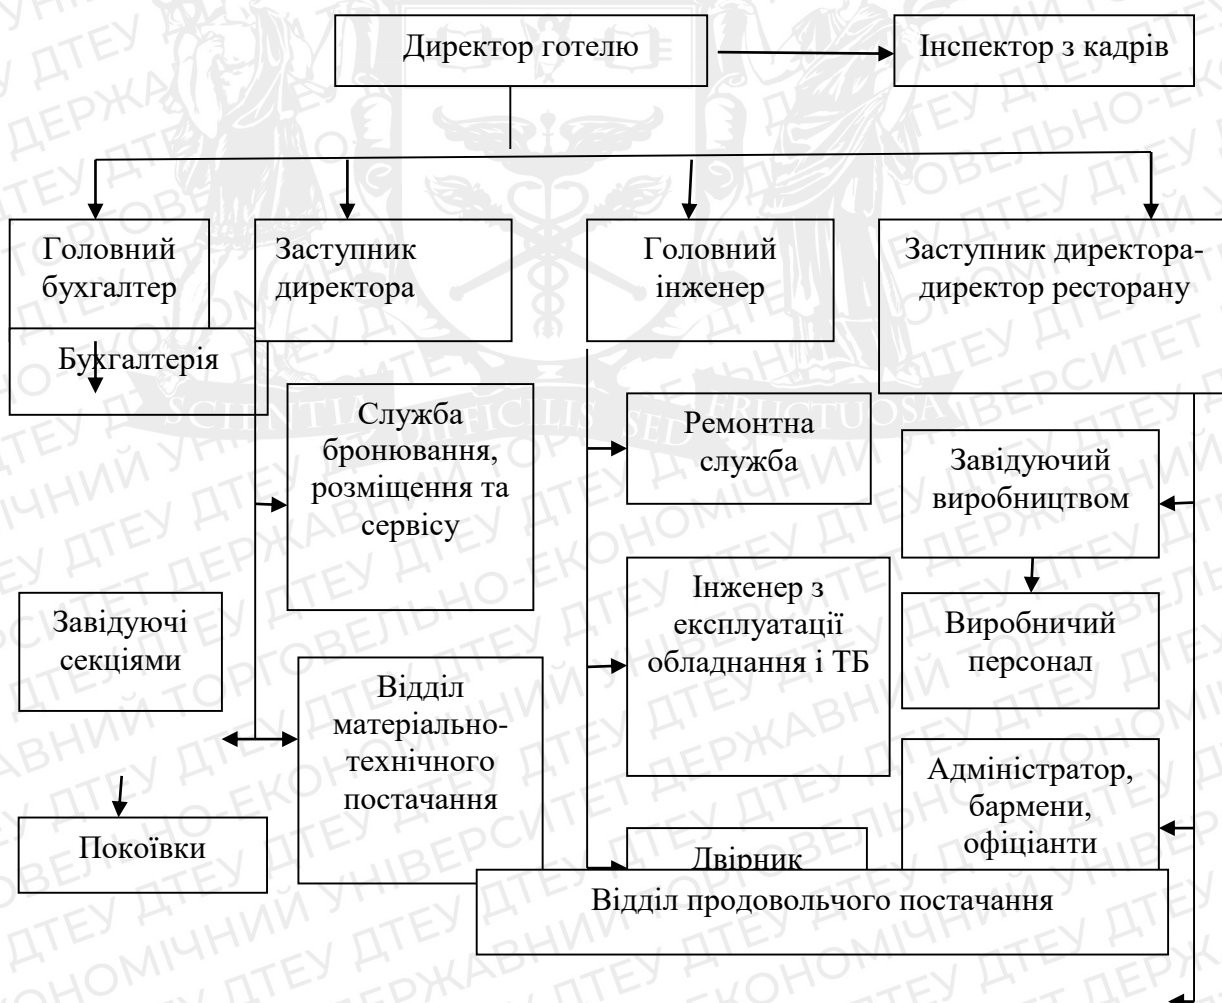 Директор готелю
Інспектор з кадрів
Головний
бухгалтер
Заступник
директора
Головний
інженер
Заступник директора-
директор ресторану
Бухгалтерія
Служба
бронювання,
розміщення та
сервісу
Ремонтна
служба
Завідуючий
виробництвом
Завідуючі
секціями
Відділ
матеріально-
технічного
постачання
Інженер з
експлуатації
обладнання і ТБ
Виробничий
персонал
Адміністратор,
бармени,
офіціанти
Покоївки
Двірник
Відділ продовольчого постачання